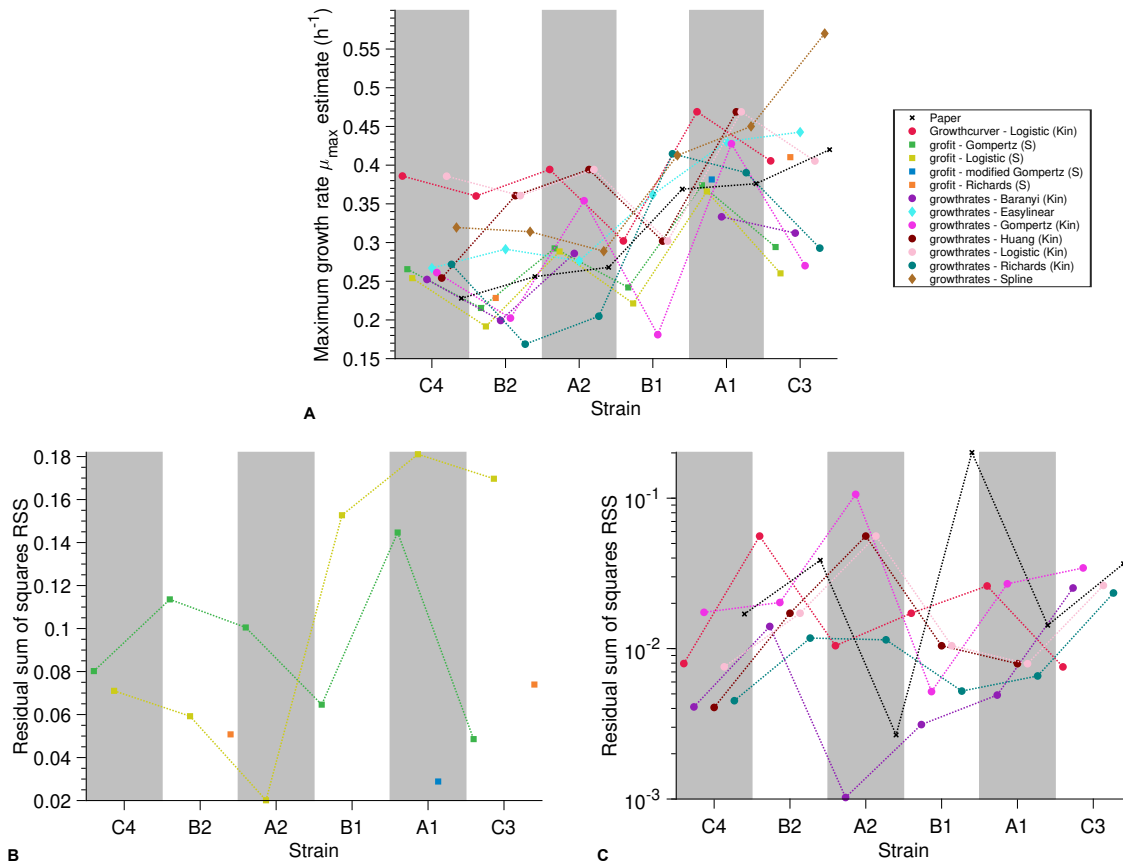 Maximum growth rate μmax estimate (h-1)
0.55
0.5
0.45
0.4
0.35
0.3
0.25
0.2
0.15
C4 B2 A2 B1 A1 C3
Strain
A
Paper
Growthcurver - Logistic (Kin)
grofit - Gompertz (S)
grofit - Logistic (S)
grofit - modified Gompertz (S)
grofit - Richards (S)
growthrates - Baranyi (Kin)
growthrates - Easylinear
growthrates - Gompertz (Kin)
growthrates - Huang (Kin)
growthrates - Logistic (Kin)
growthrates - Richards (Kin)
growthrates - Spline
Residual sum of squares RSS
0.18
0.16
0.14
0.12
0.1
0.08
0.06
0.04
0.02
C4 B2 A2 B1 A1 C3
Strain
B
Residual sum of squares RSS
10-1
10-2
10-3
C4 B2 A2 B1 A1 C3
Strain
C